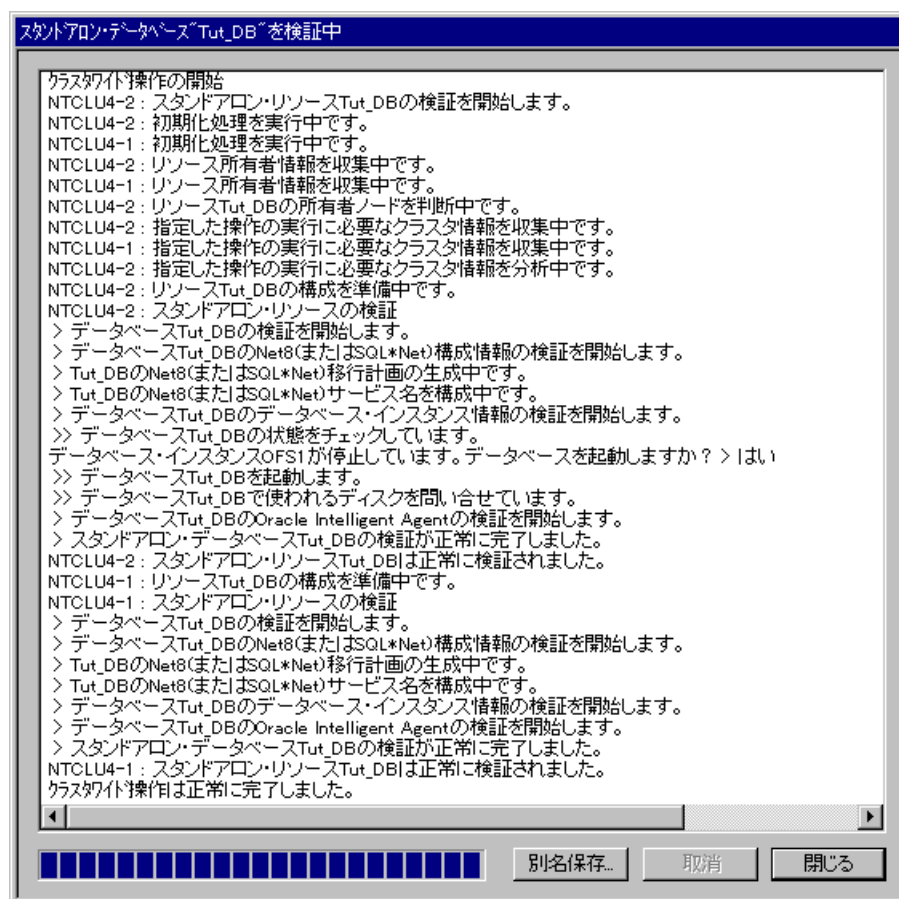 スタンドアロン・データベース"Tut_DB"を検証中
クラスタワイド操作の開始
NTCLU4-2 : スタンドアロン・リソースTut_DBの検証を開始します。
NTCLU4-2 : 初期化処理を実行中です。
NTCLU4-1 : 初期化処理を実行中です。
NTCLU4-2 : リソース所有者情報を収集中です。
NTCLU4-1 : リソース所有者情報を収集中です。
NTCLU4-2 : リソースTut_DBの所有者ノードを判断中です。
NTCLU4-2 : 指定した操作の実行に必要なクラスタ情報を収集中です。
NTCLU4-1 : 指定した操作の実行に必要なクラスタ情報を収集中です。
NTCLU4-2 : 指定した操作の実行に必要なクラスタ情報を分析中です。
NTCLU4-2 : リソースTut_DBの構成を準備中です。
NTCLU4-2 : スタンドアロン・リソースの検証
> データベースTut_DBの検証を開始します。
> データベースTut_DBのNet8(またはSQL*Net)構成情報の検証を開始します。
> Tut_DBのNet8(またはSQL*Net)移行計画の生成中です。
> Tut_DBのNet8(またはSQL*Net)サービス名を構成中です。
> データベースTut_DBのデータベース・インスタンス情報の検証を開始します。
>> データベースTut_DBの状態をチェックしています。
データベース・インスタンスOFS1が停止しています。データベースを起動しますか? > はい
>> データベースTut_DBを起動します。
>> データベースTut_DBで使われるディスクを問い合せています。
> データベースTut_DBのOracle Intelligent Agentの検証を開始します。
> スタンドアロン・データベースTut_DBの検証が正常に完了しました。
NTCLU4-2 : スタンドアロン・リソースTut_DBは正常に検証されました。
NTCLU4-1 : リソースTut_DBの構成を準備中です。
NTCLU4-1 : スタンドアロン・リソースの検証
> データベースTut_DBの検証を開始します。
> データベースTut_DBのNet8(またはSQL*Net)構成情報の検証を開始します。
> Tut_DBのNet8(またはSQL*Net)移行計画の生成中です。
> Tut_DBのNet8(またはSQL*Net)サービス名を構成中です。
> データベースTut_DBのデータベース・インスタンス情報の検証を開始します。
> データベースTut_DBのOracle Intelligent Agentの検証を開始します。
> スタンドアロン・データベースTut_DBの検証が正常に完了しました。
NTCLU4-1 : スタンドアロン・リソースTut_DBは正常に検証されました。
クラスタワイド操作は正常に完了しました。
別名保存... 取消 閉じる